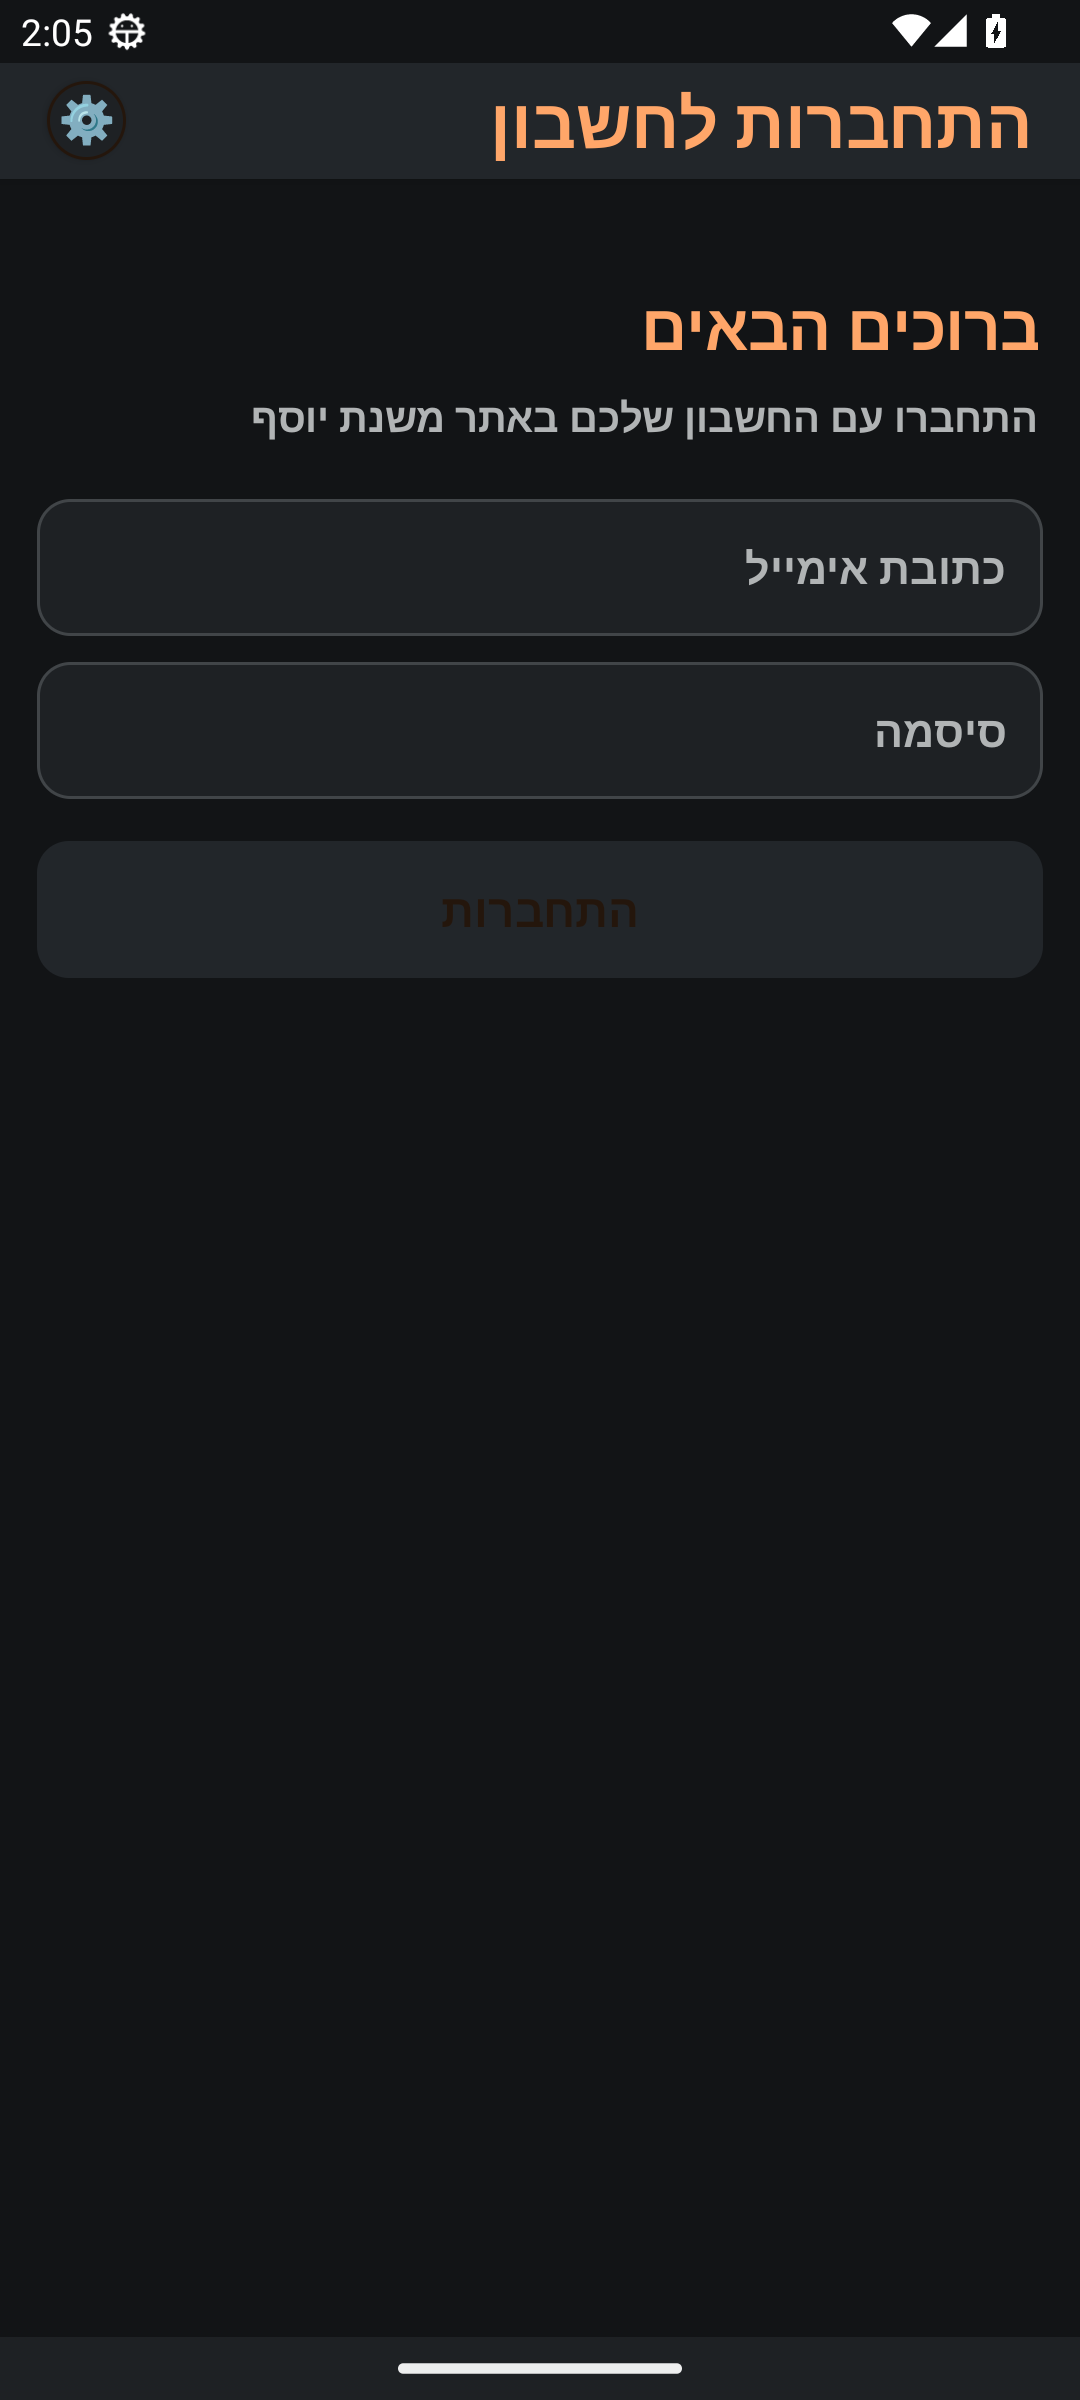 2:05
התחברות לחשבון
ברוכים הבאים
התחברו עם החשבון שלכם באתר משנת יוסף
כתובת אימייל
סיסמה
התחברות